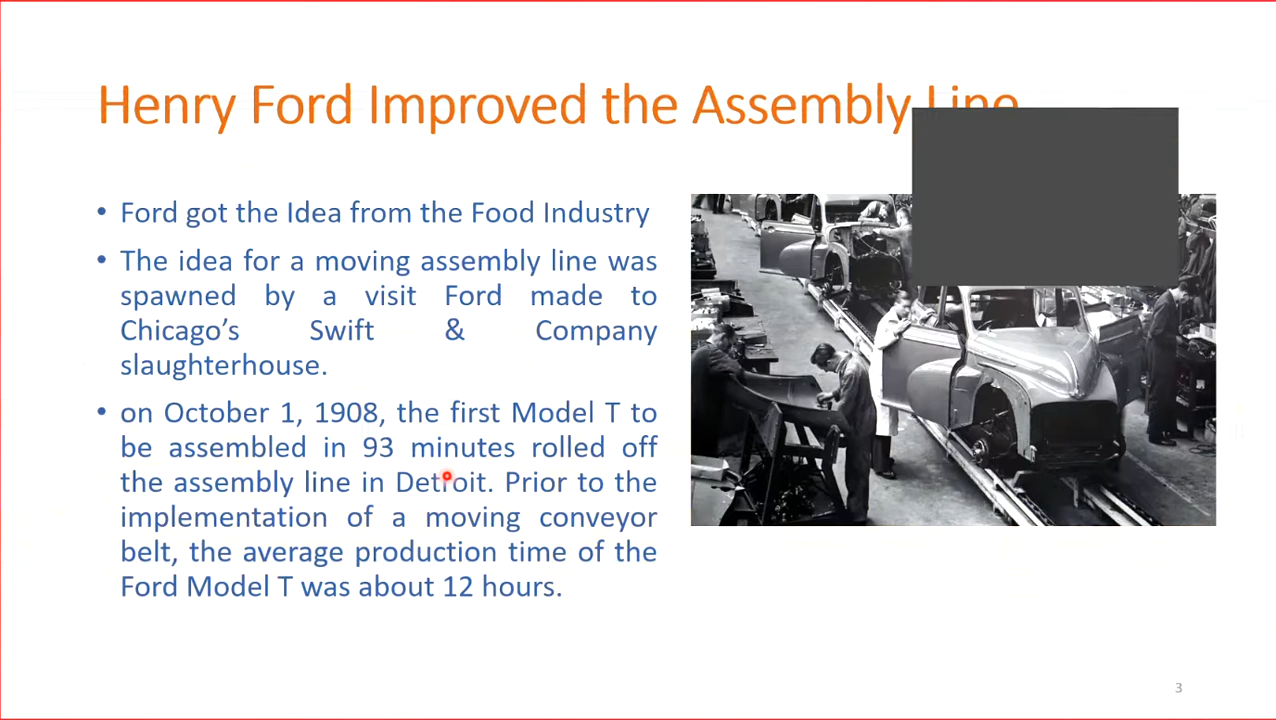 Henry Ford Improved the Assembly Line
• Ford got the Idea from the Food Industry
• The idea for a moving assembly line was
spawned by a visit Ford made to
Chicago’s Swift & Company
slaughterhouse.
• on October 1, 1908, the first Model T to
be assembled in 93 minutes rolled off
the assembly line in Detroit. Prior to the
implementation of a moving conveyor
belt, the average production time of the
Ford Model T was about 12 hours.
3